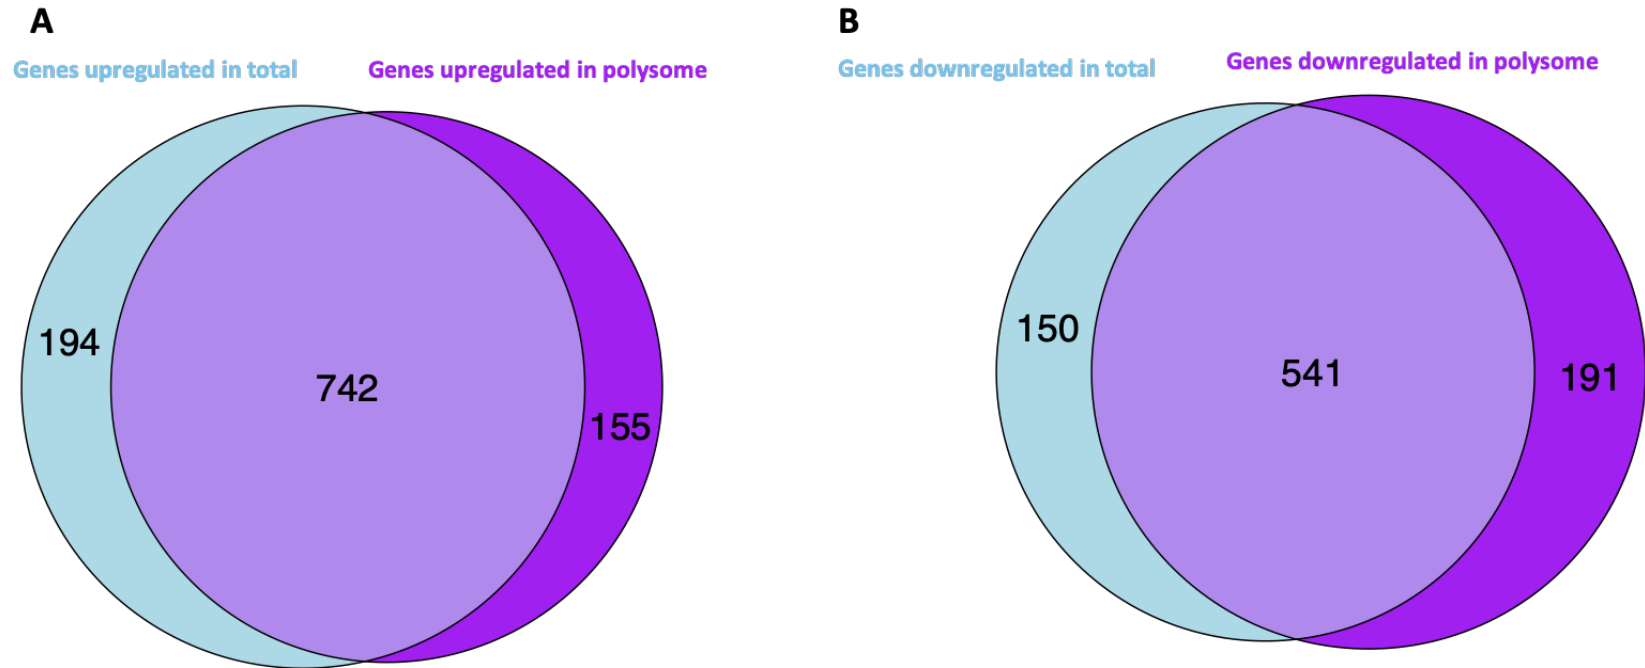 A
Genes upregulated in total
Genes upregulated in polysome
194
742
155
B
Genes downregulated in total
Genes downregulated in polysome
150
541
191